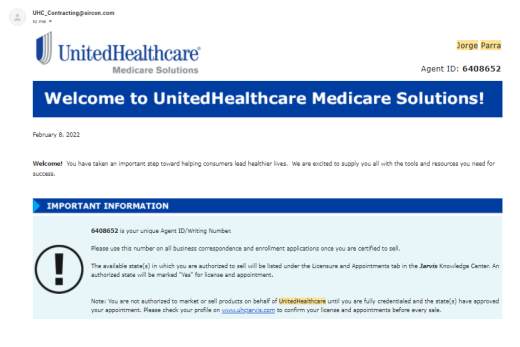 UHC_Contracting@sircon.com
to me
UnitedHealthcare®
Medicare Solutions
Jorge Parra
Agent ID: 6408652
Welcome to UnitedHealthcare Medicare Solutions!
February 8, 2022
Welcome! You have taken an important step toward helping consumers lead healthier lives. We are excited to supply you all with the tools and resources you need for
success.
IMPORTANT INFORMATION
6408652 is your unique Agent ID/Writing Number.
Please use this number on all business correspondence and enrollment applications once you are certified to sell.
The available state(s) in which you are authorized to sell will be listed under the Licensure and Appointments tab in the Jarvis Knowledge Center. An
authorized state will be marked "Yes" for license and appointment.
Note: You are not authorized to market or sell products on behalf of UnitedHealthcare until you are fully credentialed and the state(s) have approved
your appointment. Please check your profile on www.uhcjarvis.com to confirm your license and appointments before every sale.